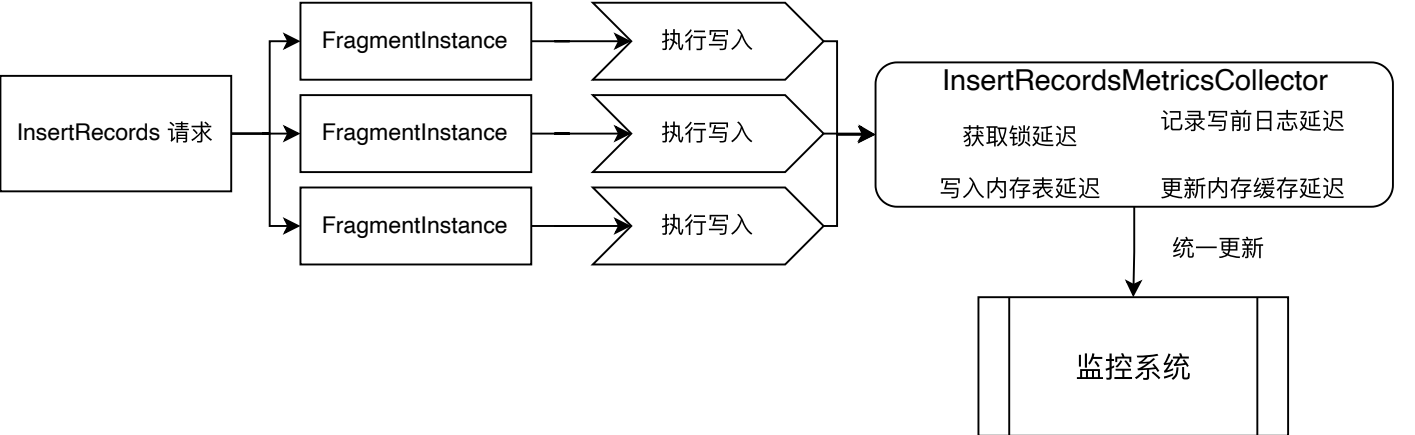 InsertRecords 请求
FragmentInstance
执行写入
FragmentInstance
执行写入
FragmentInstance
执行写入
InsertRecordsMetricsCollector
获取锁延迟
记录写前日志延迟
写入内存表延迟
更新内存缓存延迟
统一更新
监控系统